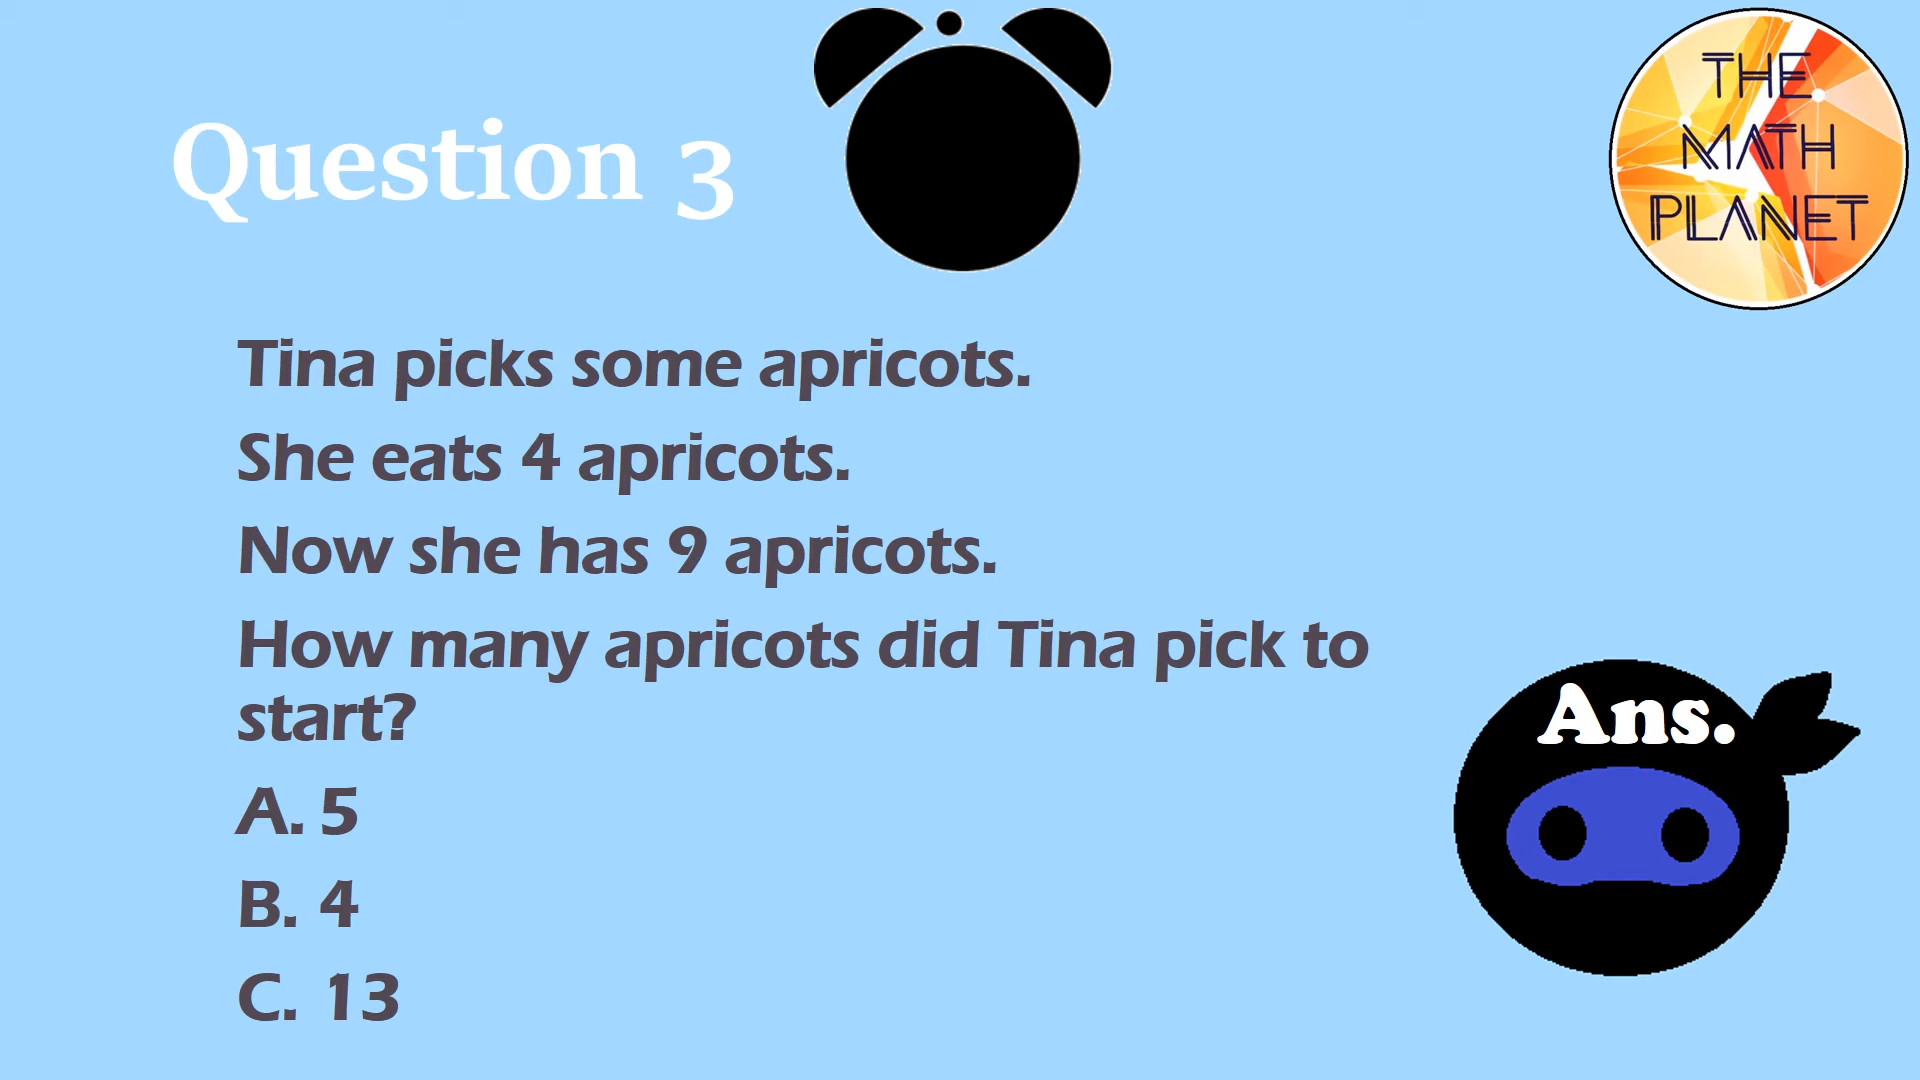 Question 3
THE
MATH
PLANET
Tina picks some apricots.
She eats 4 apricots.
Now she has 9 apricots.
How many apricots did Tina pick to
start?
A. 5
B. 4
C. 13
Ans.